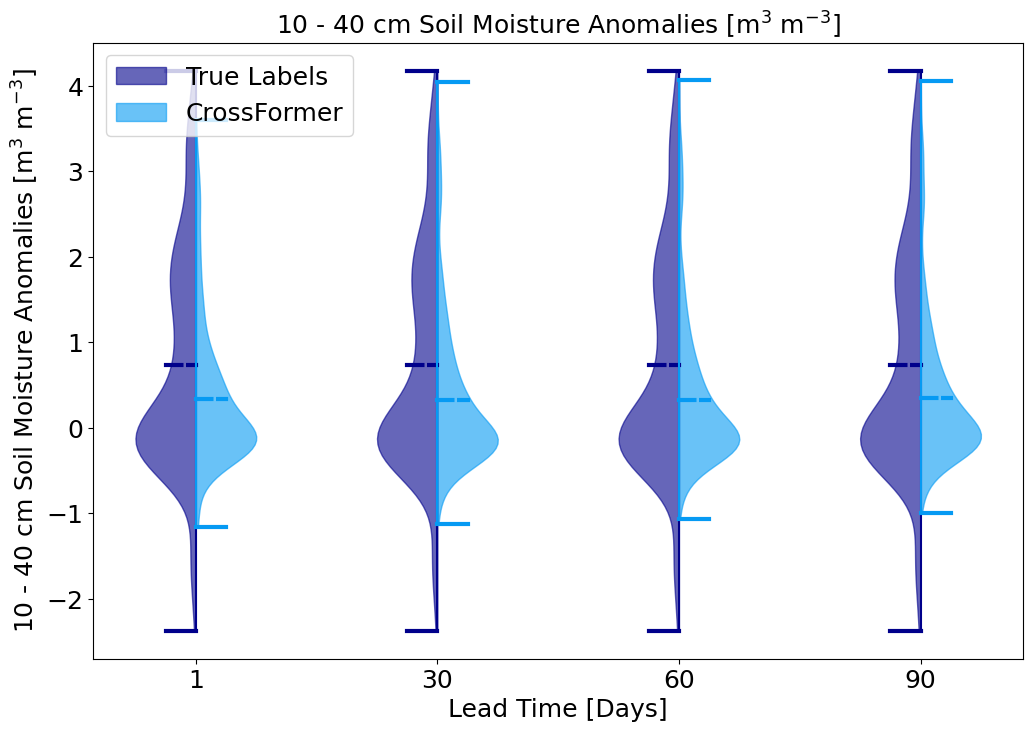 10 - 40 cm Soil Moisture Anomalies [m³ m⁻³]
True Labels
CrossFormer
10 - 40 cm Soil Moisture Anomalies [m³ m⁻³]
4
3
2
1
0
−1
−2
1 30 60 90
Lead Time [Days]